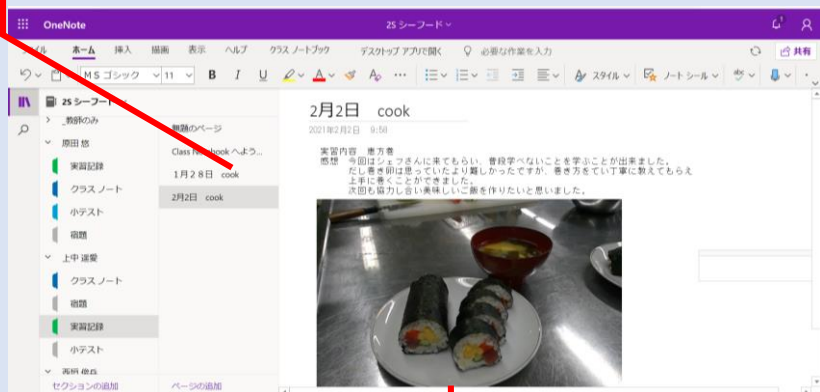 OneNote
2S シーフード
ホーム 挿入 描画 表示 ヘルプ クラス ノートブック デスクトップ アプリで開く 必要な作業を入力 共有
MS ゴシック 11 B I U スタイル ノート シール
2S シーフード
_教師のみ
原田 悠
実習記録
クラス ノート
小テスト
宿題
上中 運愛
クラス ノート
宿題
実習記録
小テスト
セクションの追加
無題のページ
1月28日 cook
2月2日 cook
ページの追加
2月2日 cook
2021年2月2日 9:50
実習内容 恵方巻
感想 今回はシェフさんに来てもらい、普段学べないことを学ぶことが出来ました。
だし巻き卵は思っていたより難しかったですが、巻き方をてい丁寧に教えてもらえ
上手に巻くことができました。
次回も協力し合い美味しいご飯を作りたいと思いました。